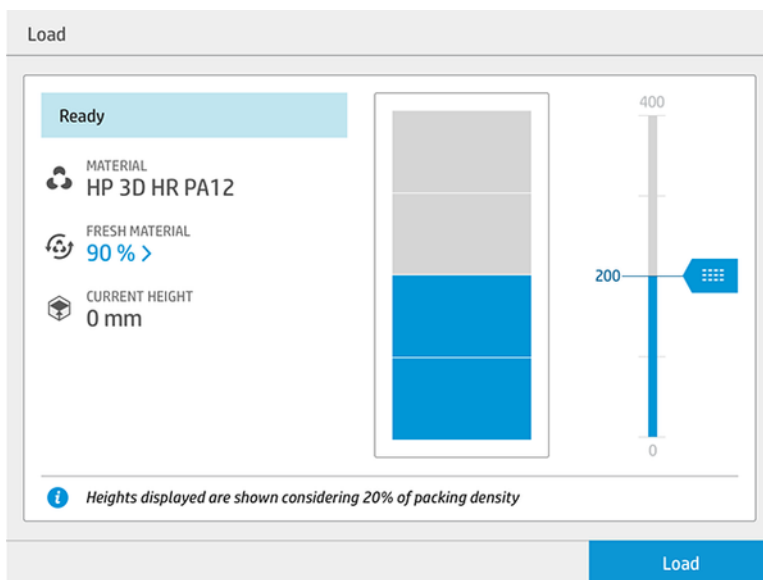 Load
Ready
MATERIAL
HP 3D HR PA12
FRESH MATERIAL
90 % >
CURRENT HEIGHT
0 mm
400
200
0
i
Heights displayed are shown considering 20% of packing density
Load